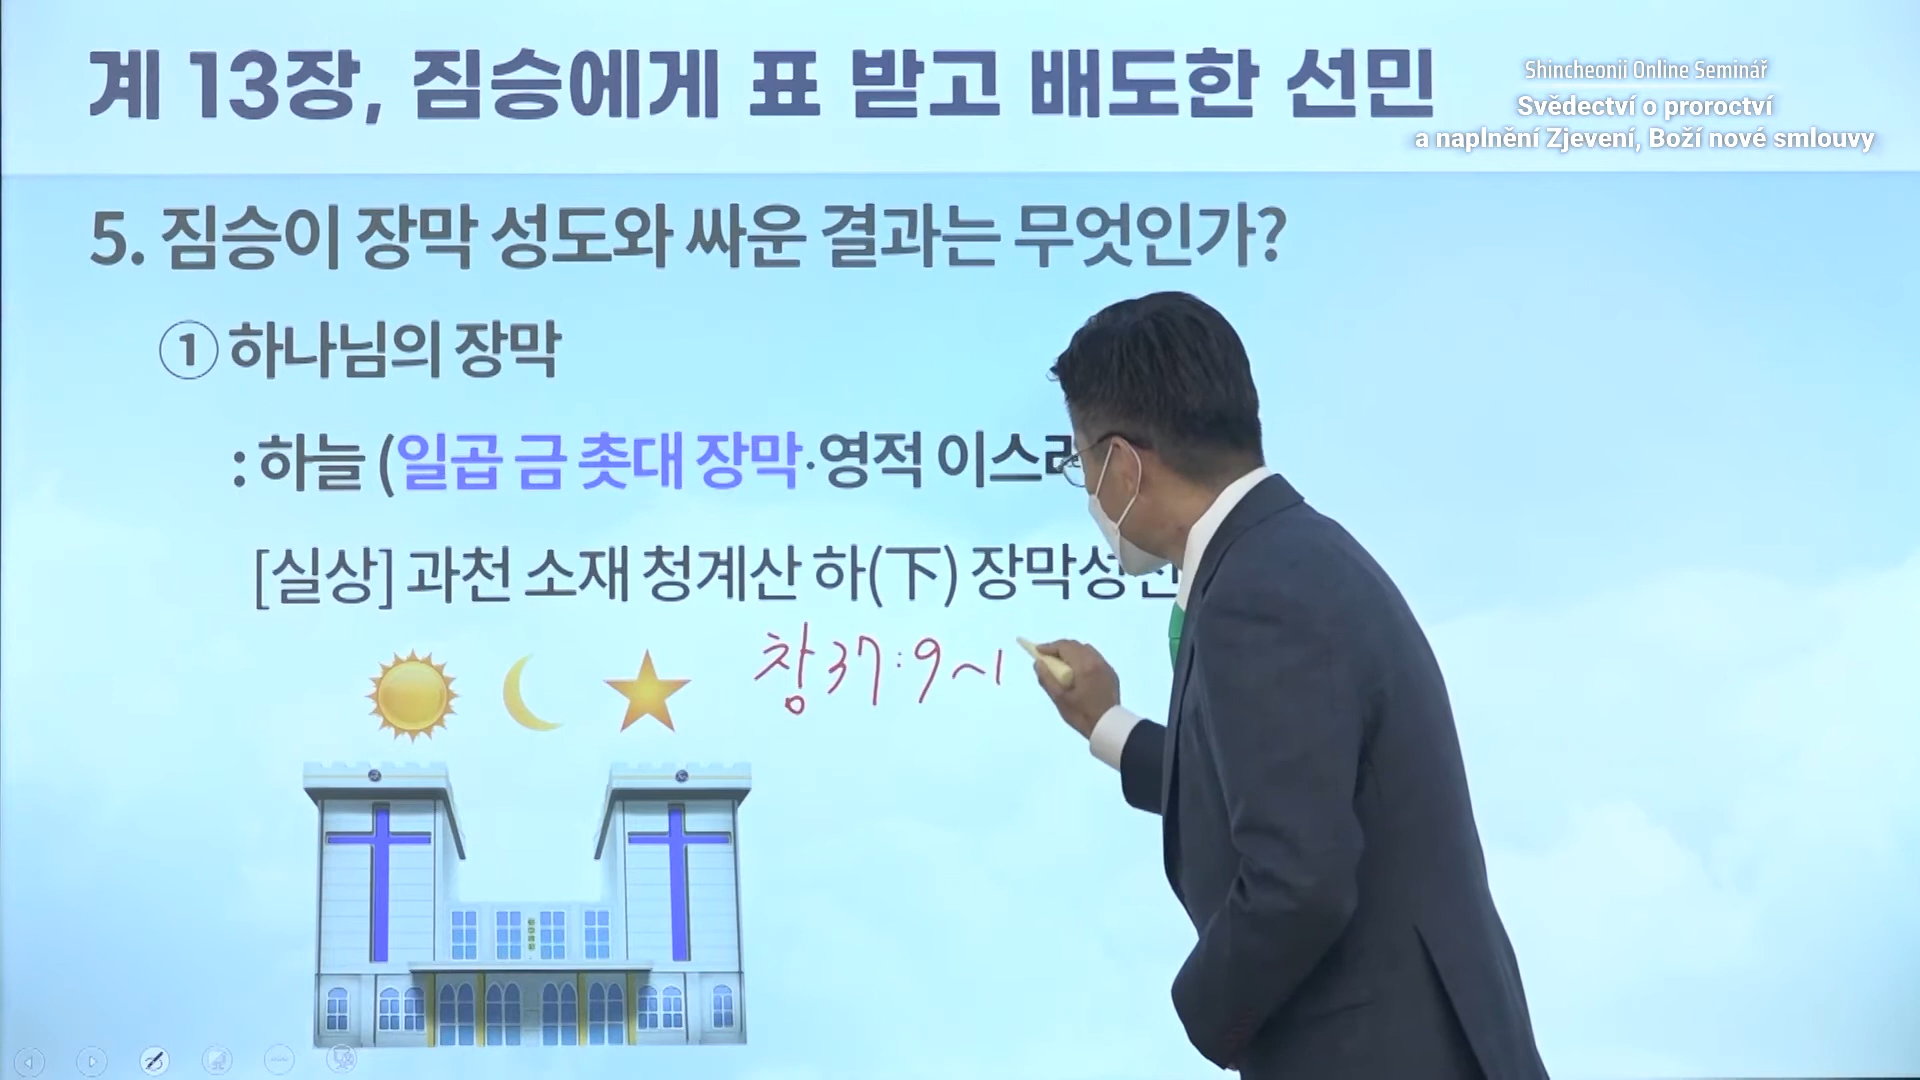 계 13장, 짐승에게 표 받고 배도한 선민
Shincheonji Online Seminář
Svědectví o proroctví
a naplnění Zjevení, Boží nové smlouvy
5. 짐승이 장막 성도와 싸운 결과는 무엇인가?
① 하나님의 장막
: 하늘 (일곱 금 촛대 장막·영적 이스라
[실상] 과천 소재 청계산 하(下) 장막성전
창 37:9~1